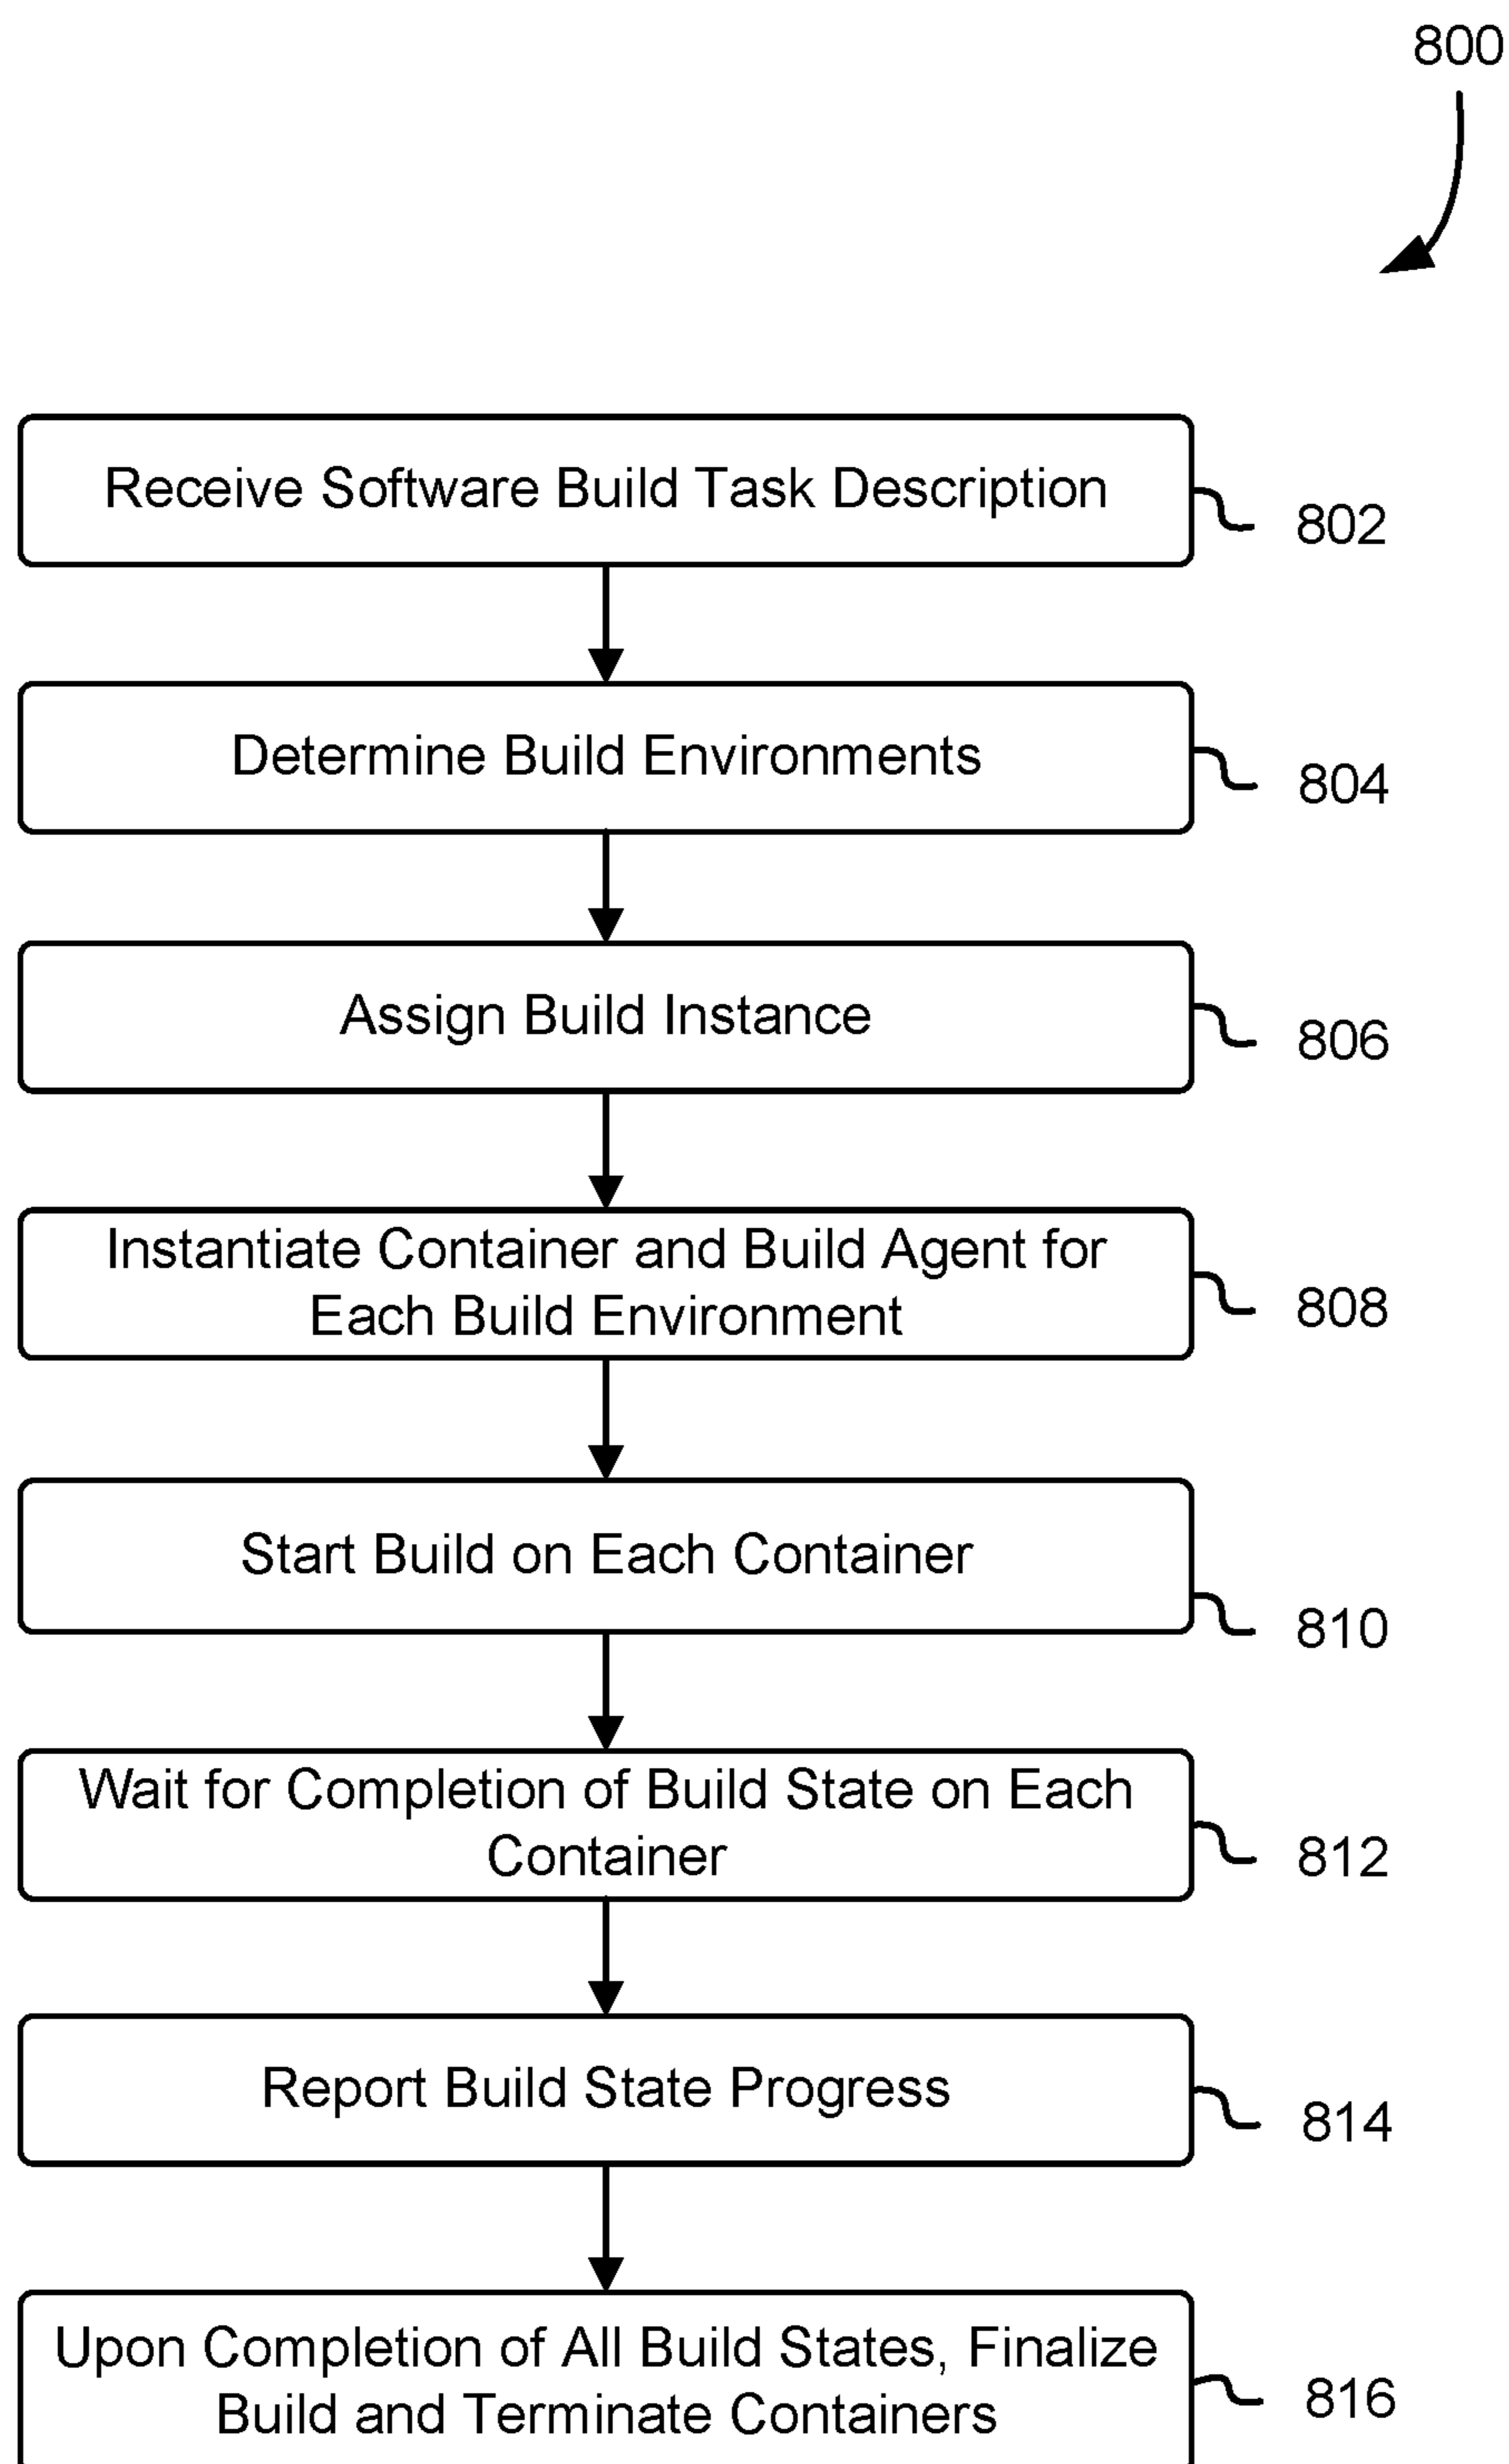 800
Receive Software Build Task Description
802
Determine Build Environments
804
Assign Build Instance
806
Instantiate Container and Build Agent for
Each Build Environment
808
Start Build on Each Container
810
Wait for Completion of Build State on Each
Container
812
Report Build State Progress
814
Upon Completion of All Build States, Finalize
Build and Terminate Containers
816